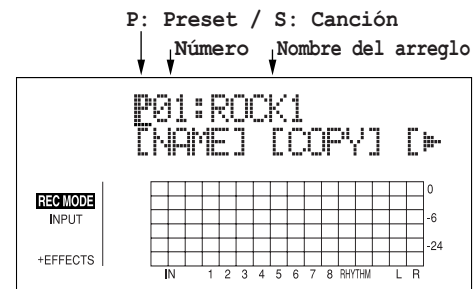 P: Preset / S: Canción
Número
Nombre del arreglo
P01:ROCK1
[NAME] [COPY] [
REC MODE
INPUT
+EFFECTS
0
-6
-24
IN 1 2 3 4 5 6 7 8 RHYTHM L R